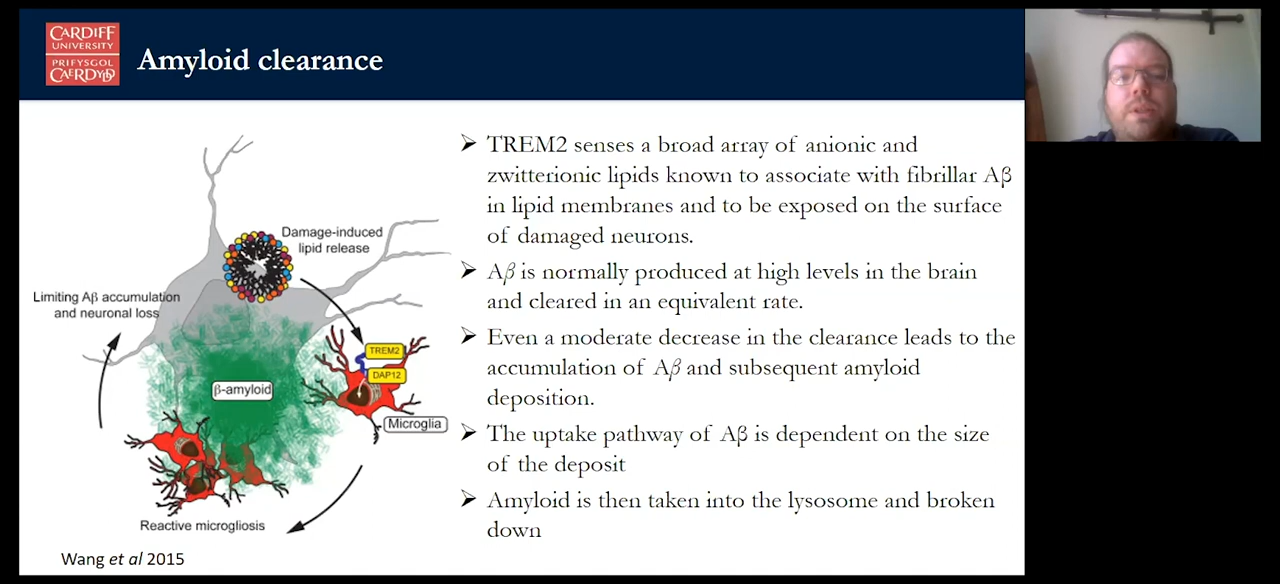 CARDIFF
UNIVERSITY
PRIFYSGOL
CAERDYDD
Amyloid clearance
Damage-induced
lipid release
Limiting Aβ accumulation
and neuronal loss
TREM2
DAP12
β-amyloid
Microglia
Reactive microgliosis
Wang et al 2015
➢ TREM2 senses a broad array of anionic and
zwitterionic lipids known to associate with fibrillar Aβ
in lipid membranes and to be exposed on the surface
of damaged neurons.
➢ Aβ is normally produced at high levels in the brain
and cleared in an equivalent rate.
➢ Even a moderate decrease in the clearance leads to the
accumulation of Aβ and subsequent amyloid
deposition.
➢ The uptake pathway of Aβ is dependent on the size
of the deposit
➢ Amyloid is then taken into the lysosome and broken
down